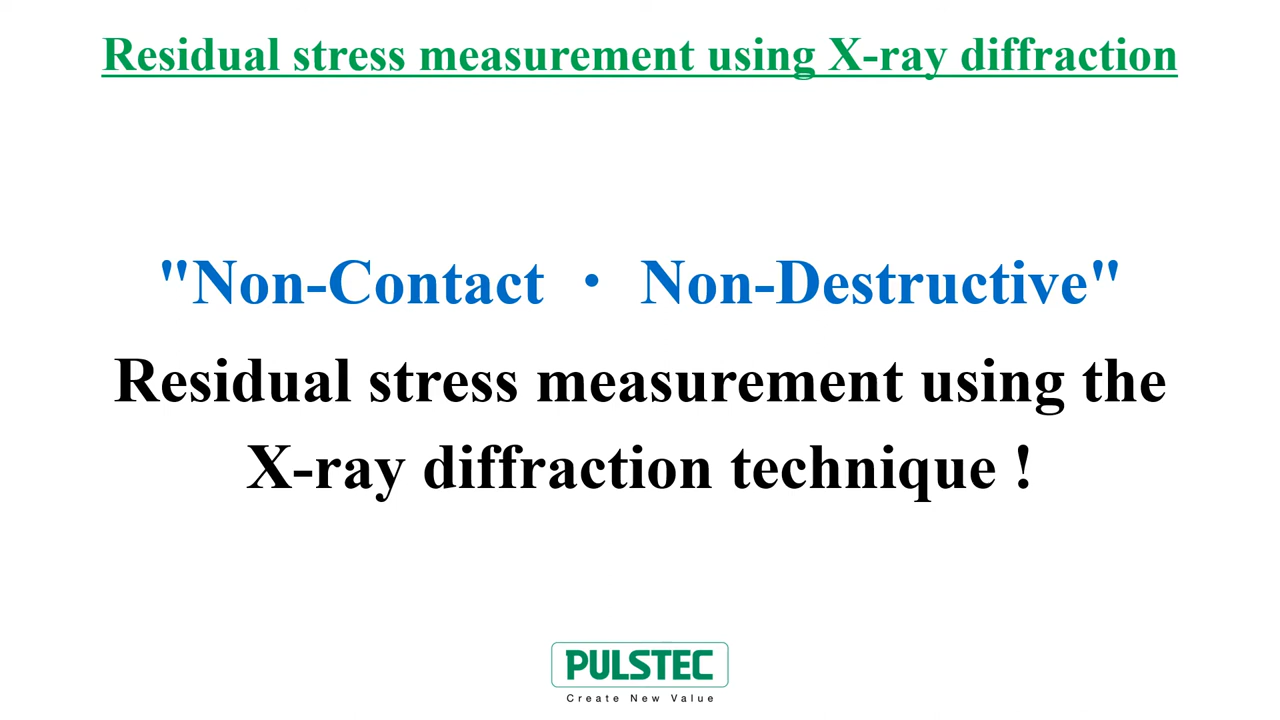 Residual stress measurement using X-ray diffraction
"Non-Contact ・ Non-Destructive"
Residual stress measurement using the
X-ray diffraction technique !
PULSTEC
Create New Value